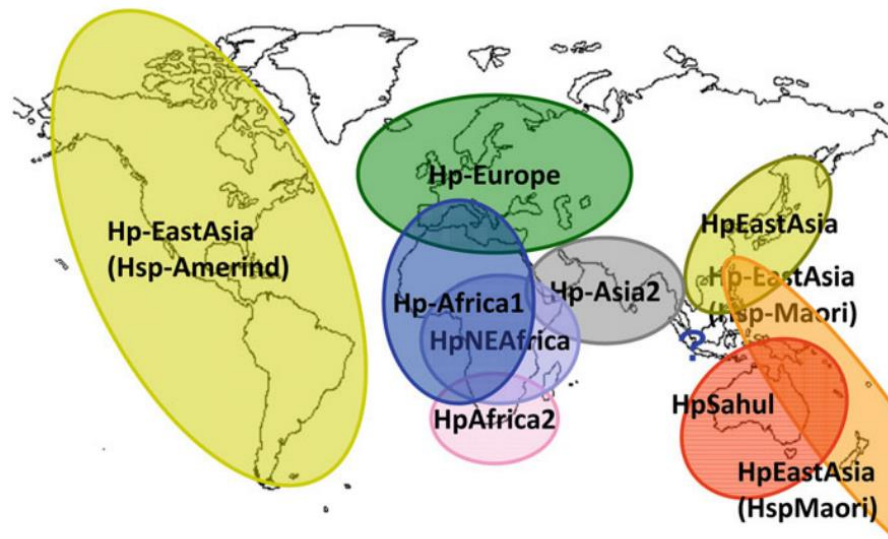 Hp-Europe
Hp-EastAsia
(Hsp-Amerind)
HpEastAsia
Hp-Africa1
Hp-Asia2
Hp-EastAsia
(Hsp-Maori)
HpNEAfrica
?
HpAfrica2
HpSahul
HpEastAsia
(HspMaori)